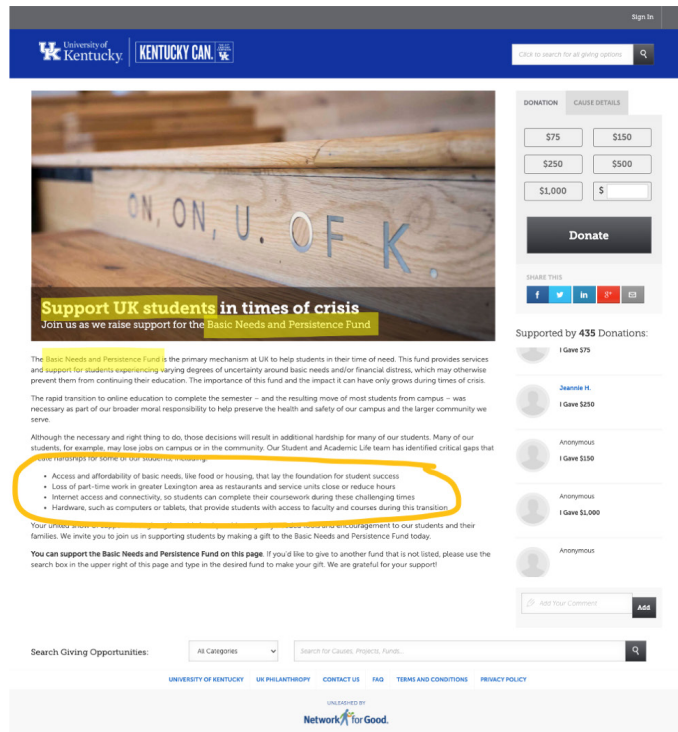 Sign In
University of Kentucky.
KENTUCKY CAN.
Click to search for all giving options
ON, ON, U. OF K.
Support UK students in times of crisis
Join us as we raise support for the Basic Needs and Persistence Fund
DONATION CAUSE DETAILS
$75 $150
$250 $500
$1,000 $
Donate
SHARE THIS
Supported by 435 Donations:
I Gave $75
Jeannie H.
I Gave $250
Anonymous
I Gave $150
Anonymous
I Gave $1,000
Anonymous
Add Your Comment
Add
The Basic Needs and Persistence Fund is the primary mechanism at UK to help students in their time of need. This fund provides services
and support for students experiencing varying degrees of uncertainty around basic needs and/or financial distress, which may otherwise
prevent them from continuing their education. The importance of this fund and the impact it can have only grows during times of crisis.
The rapid transition to online education to complete the semester – and the resulting move of most students from campus – was
necessary as part of our broader moral responsibility to help preserve the health and safety of our campus and the larger community we
serve.
Although the necessary and right thing to do, those decisions will result in additional hardship for many of our students. Many of our
students, for example, may lose jobs on campus or in the community. Our Student and Academic Life team has identified critical gaps that
hardships for some of our students, including:
• Access and affordability of basic needs, like food or housing, that lay the foundation for student success
• Loss of part-time work in greater Lexington area as restaurants and service units close or reduce hours
• Internet access and connectivity, so students can complete their coursework during these challenging times
• Hardware, such as computers or tablets, that provide students with access to faculty and courses during this transition
Your united and encouragement to our students and their
families. We invite you to join us in supporting students by making a gift to the Basic Needs and Persistence Fund today.
You can support the Basic Needs and Persistence Fund on this page. If you'd like to give to another fund that is not listed, please use the
search box in the upper right of this page and type in the desired fund to make your gift. We are grateful for your support!
Search Giving Opportunities:
All Categories
Search for Causes, Projects, Funds...
UNIVERSITY OF KENTUCKY UK PHILANTHROPY CONTACT US FAQ TERMS AND CONDITIONS PRIVACY POLICY
UNLEASHED BY
Network for Good.